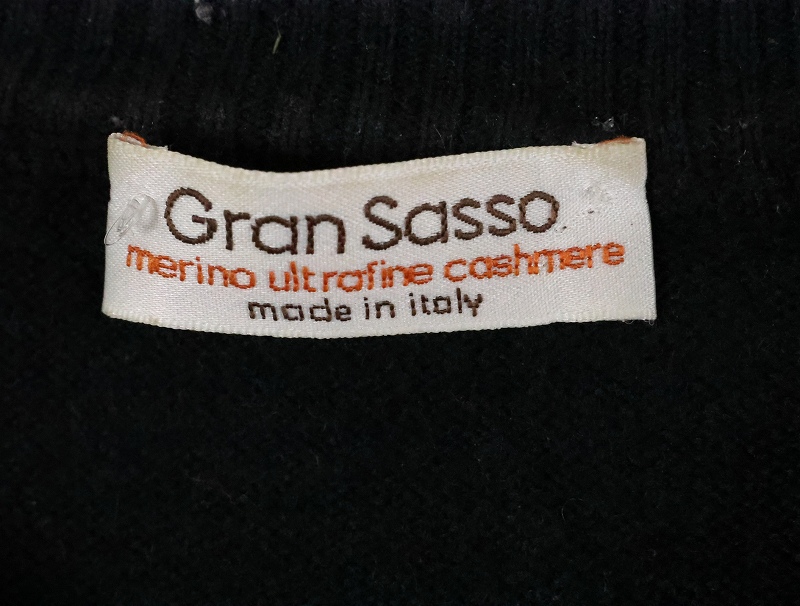 Gran Sasso
merino ultrafine cashmere
made in italy